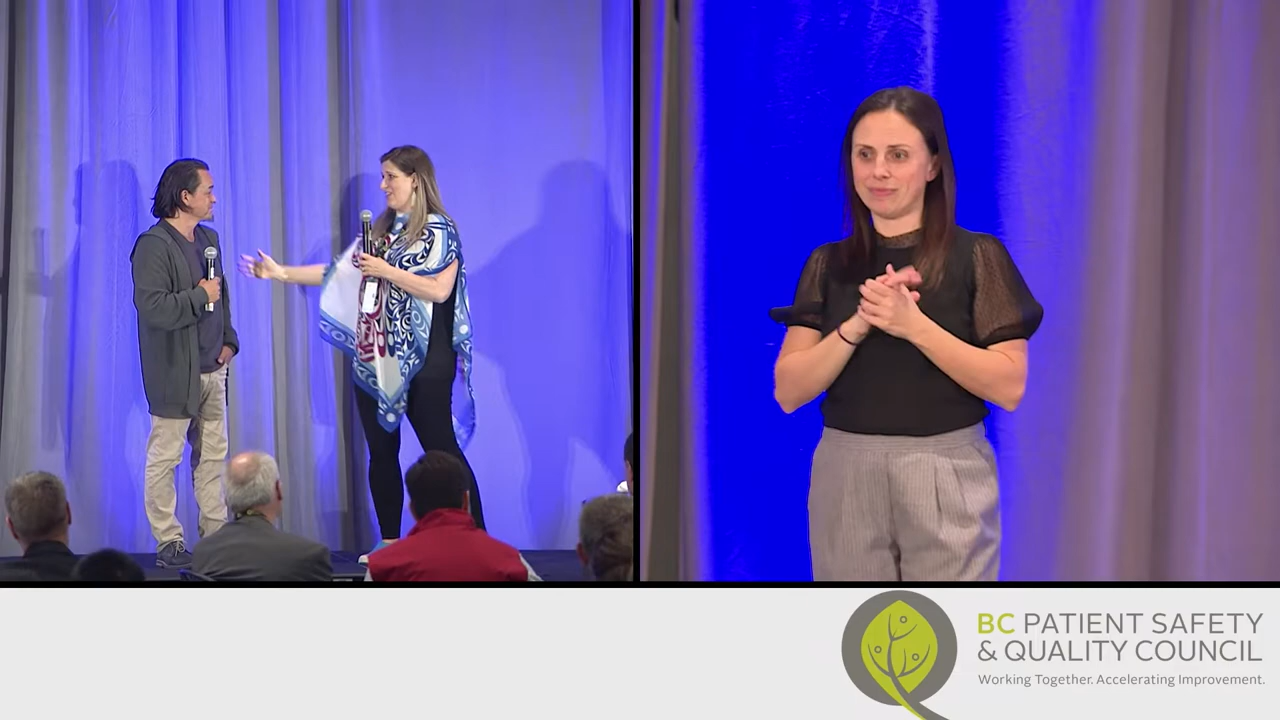 BC PATIENT SAFETY
& QUALITY COUNCIL
Working Together. Accelerating Improvement.